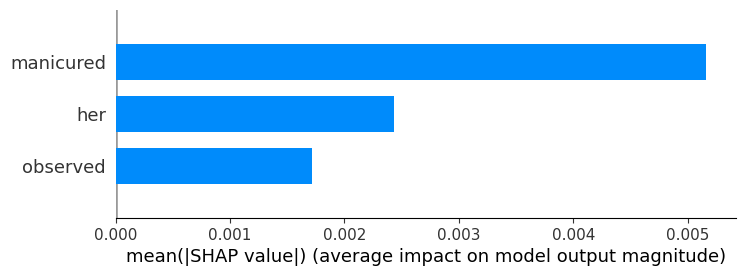 manicured
her
observed
0.000 0.001 0.002 0.003 0.004 0.005
mean(|SHAP value|) (average impact on model output magnitude)